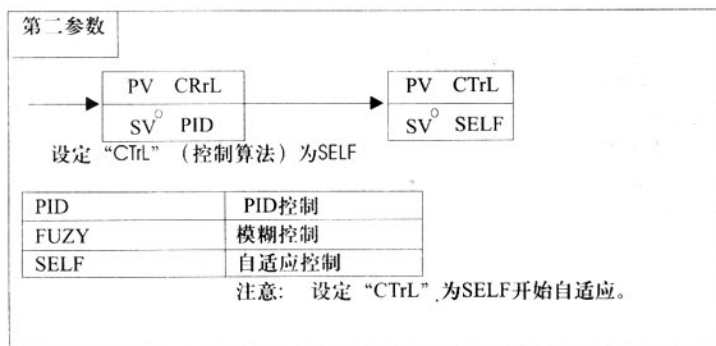 第二参数
PV CRrL
SV○ PID
PV CTrL
SV○ SELF
设定“CTrL”（控制算法）为SELF
PID PID控制
FUZY 模糊控制
SELF 自适应控制
注意: 设定“CTrL”.为SELF开始自适应。